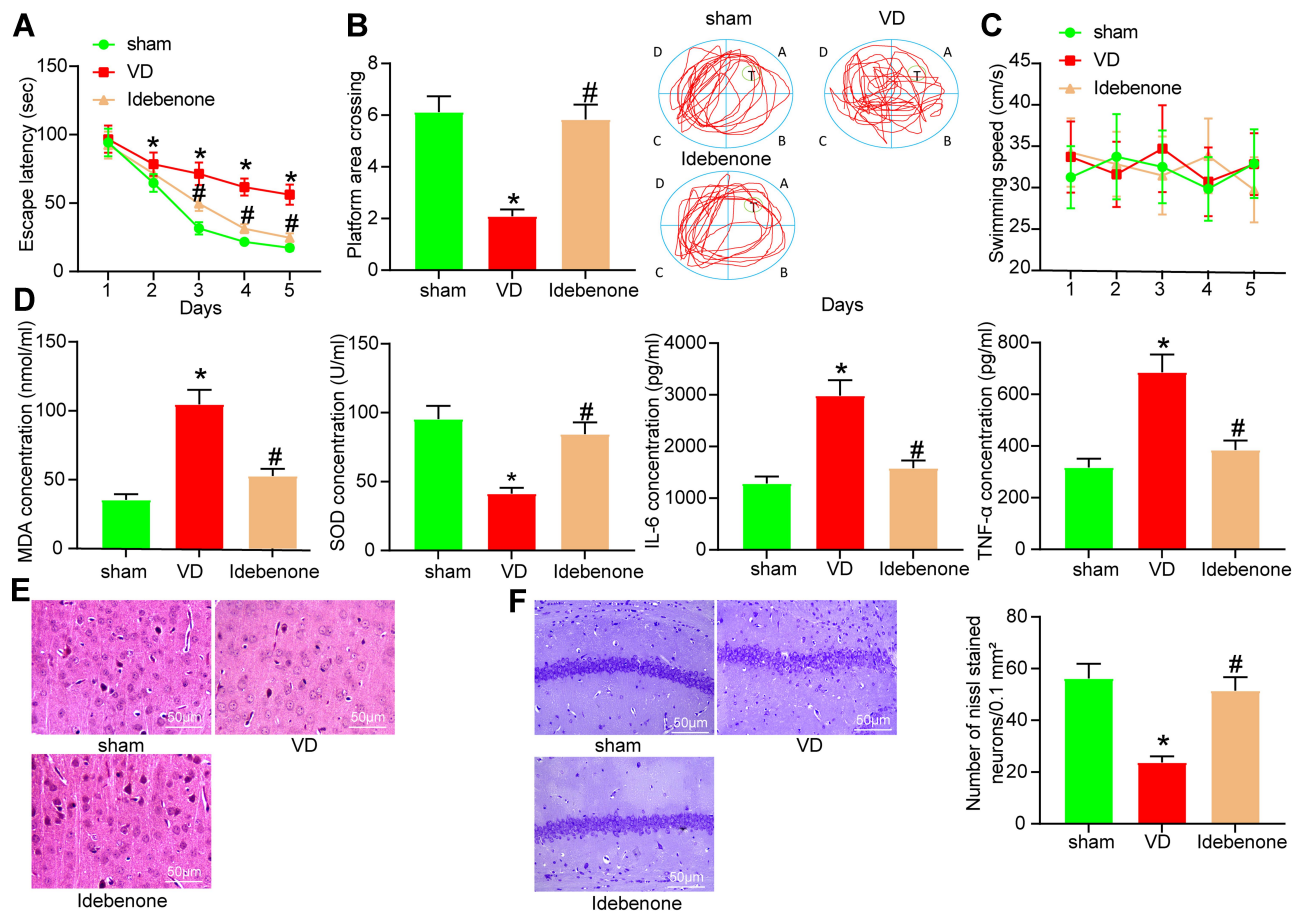 A
sham
VD
Idebenone
Escape latency (sec)
150
100
50
0
* * * *
# # #
1 2 3 4 5
Days
B
Platform area crossing
8
6
4
2
0
*
#
sham VD Idebenone
sham
D A
T
C B
VD
D A
T
C B
Idebenone
D A
T
C B
Days
C
sham
VD
Idebenone
Swimming speed (cm/s)
45
40
35
30
25
20
1 2 3 4 5
D
MDA concentration (nmol/ml)
150
100
50
0
*
#
sham VD Idebenone
SOD concentration (U/ml)
150
100
50
0
*
#
sham VD Idebenone
IL-6 concentration (pg/ml)
4000
3000
2000
1000
0
*
#
sham VD Idebenone
TNF-α concentration (pg/ml)
800
600
400
200
0
*
#
sham VD Idebenone
E
50μm
sham
50μm
VD
50μm
Idebenone
F
50μm
sham
50μm
VD
50μm
Idebenone
Number of nissl stained
neurons/0.1 mm²
80
60
40
20
0
*
#
sham VD Idebenone